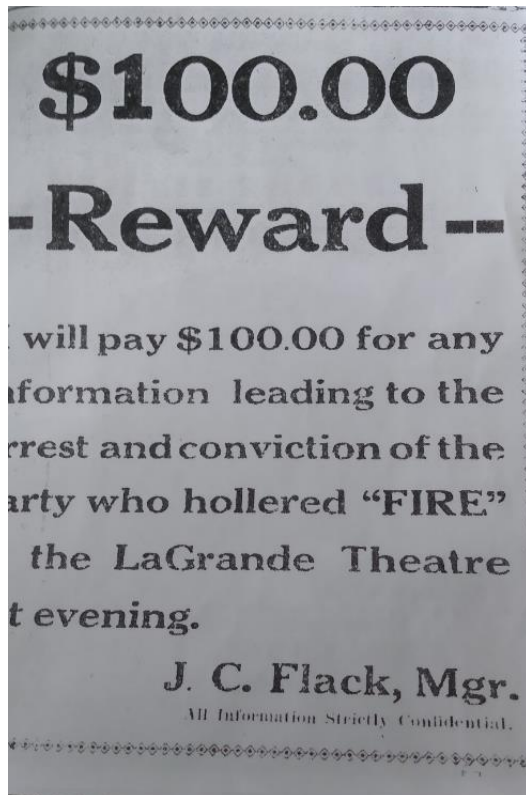 $100.00
-Reward--
will pay $100.00 for any
nformation leading to the
rrest and conviction of the
arty who hollered “FIRE”
the LaGrande Theatre
t evening.
J. C. Flack, Mgr.
All Information Strictly Confidential.